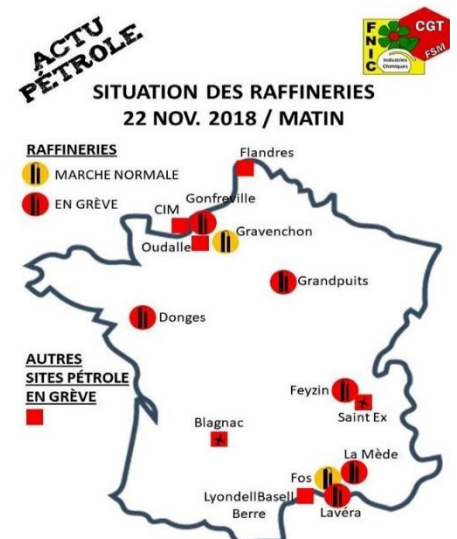 ACTU
PÉTROLE
FNIC
Industries
Chimiques
CGT
FSM
SITUATION DES RAFFINERIES
22 NOV. 2018 / MATIN
RAFFINERIES
MARCHE NORMALE
EN GRÈVE
Flandres
Gonfreville
CIM
Oudalle
Gravenchon
Grandpuits
Donges
AUTRES
SITES PÉTROLE
EN GRÈVE
Feyzin
Saint Ex
Blagnac
La Mède
Fos
LyondellBasell
Berre
Lavéra